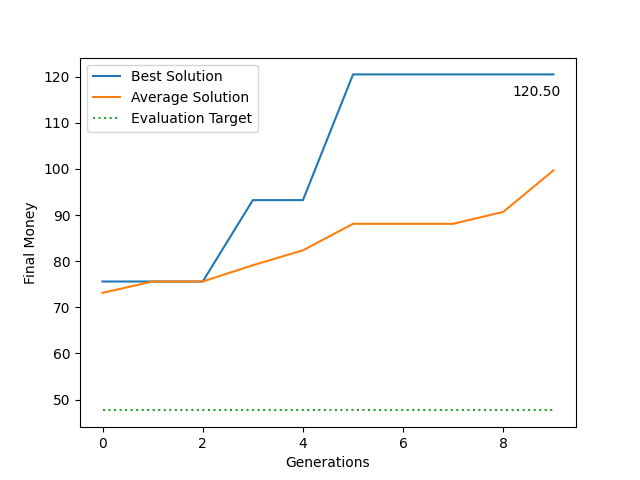 Best Solution
Average Solution
Evaluation Target
120.50
120
110
100
90
80
70
60
50
Final Money
0 2 4 6 8
Generations